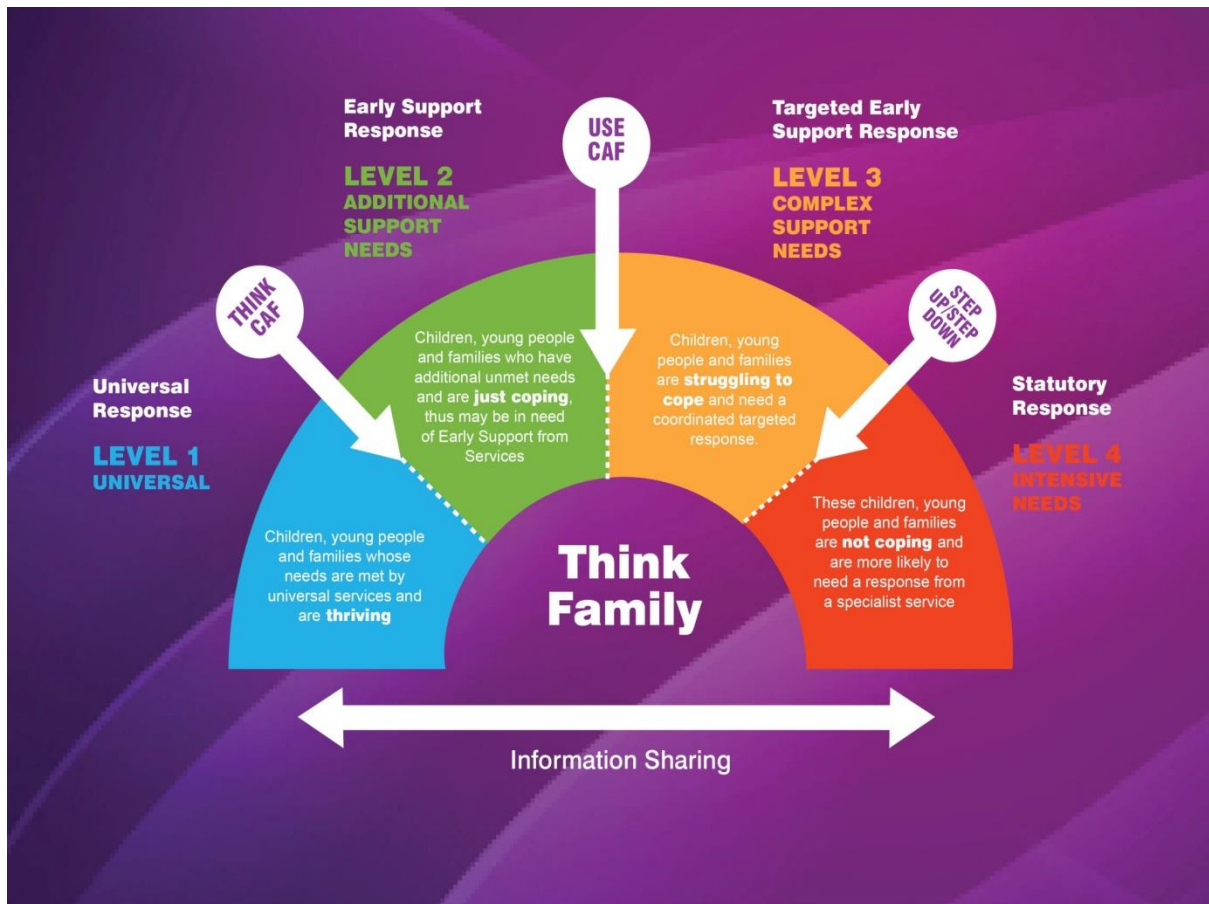 Early Support
Response
LEVEL 2
ADDITIONAL
SUPPORT
NEEDS
USE
CAF
Targeted Early
Support Response
LEVEL 3
COMPLEX
SUPPORT
NEEDS
THINK
CAF
STEP
UP/STEP
DOWN
Universal
Response
LEVEL 1
UNIVERSAL
Children, young people
and families who have
additional unmet needs
and are just coping,
thus may be in need
of Early Support from
Services
Children, young
people and families
are struggling to
cope and need a
coordinated targeted
response.
Statutory
Response
LEVEL 4
INTENSIVE
NEEDS
Children, young people
and families whose
needs are met by
universal services and
are thriving
Think
Family
These children, young
people and families
are not coping and
are more likely to
need a response from
a specialist service
Information Sharing